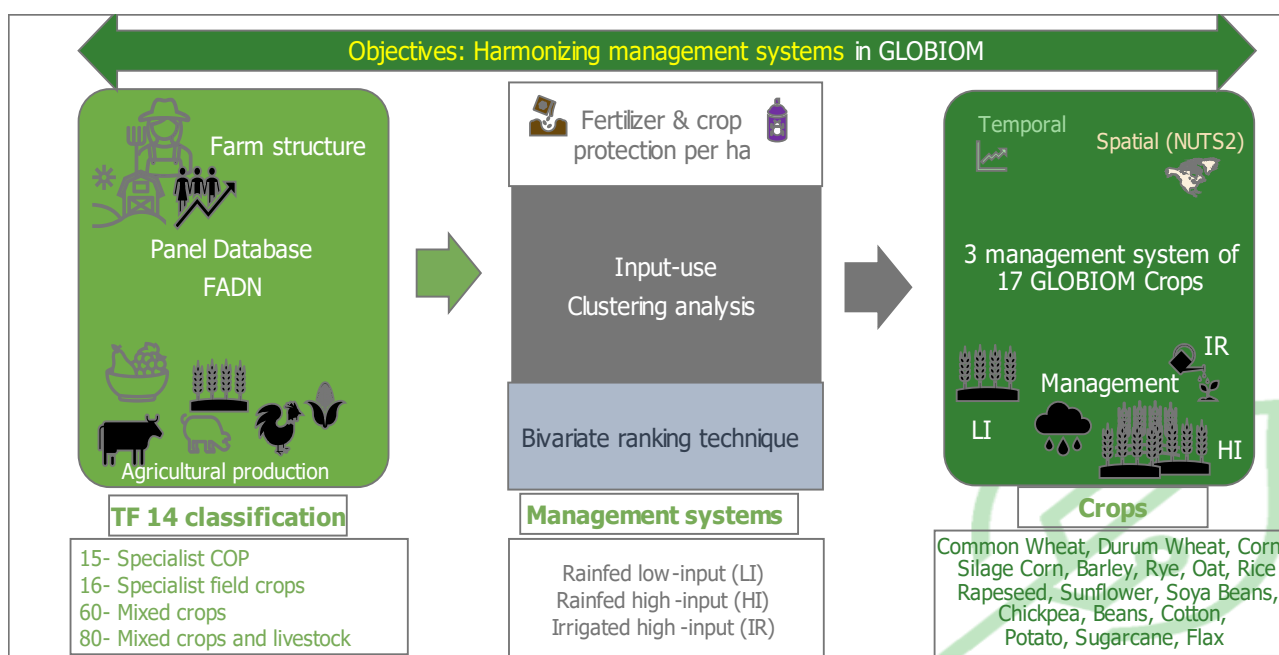 Objectives: Harmonizing management systems in GLOBIOM
Farm structure
Panel Database
FADN
Agricultural production
TF 14 classification
15- Specialist COP
16- Specialist field crops
60- Mixed crops
80- Mixed crops and livestock
Fertilizer & crop
protection per ha
Input-use
Clustering analysis
Bivariate ranking technique
Management systems
Rainfed low-input (LI)
Rainfed high -input (HI)
Irrigated high -input (IR)
Temporal
Spatial (NUTS2)
3 management system of
17 GLOBIOM Crops
IR
Management
LI
HI
Crops
Common Wheat, Durum Wheat, Corn,
Silage Corn, Barley, Rye, Oat, Rice
Rapeseed, Sunflower, Soya Beans,
Chickpea, Beans, Cotton,
Potato, Sugarcane, Flax